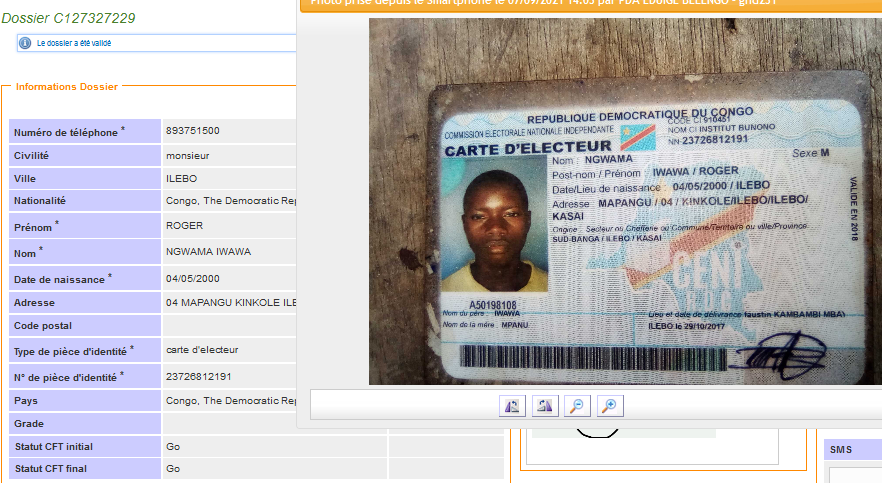 Dossier C127327229
Photo prise depuis le Smartphone le 07/09/2021 14:05 par PDA EDUIGE BELENGO - grid231
Le dossier a été validé
Informations Dossier
Numéro de téléphone * 893751500
Civilité monsieur
Ville ILEBO
Nationalité Congo, The Democratic Rep
Prénom * ROGER
Nom * NGWAMA IWAWA
Date de naissance * 04/05/2000
Adresse 04 MAPANGU KINKOLE ILE
Code postal
Type de pièce d'identité * carte d'electeur
N° de pièce d'identité * 23726812191
Pays Congo, The Democratic Rep
Grade
Statut CFT initial Go
Statut CFT final Go
REPUBLIQUE DEMOCRATIQUE DU CONGO
COMMISSION ELECTORALE NATIONALE INDEPENDANTE
CODE CI 910451
NOM CI INSTITUT BUNONO
NN 23726812191
CARTE D'ELECTEUR
Sexe M
Nom : NGWAMA
Post-nom / Prénom : IWAWA / ROGER
Date/Lieu de naissance : 04/05/2000 / ILEBO
Adresse : MAPANGU / 04 / KINKOLE/ILEBO/ILEBO/
KASAI
Origine : Secteur ou Chefferie ou Commune/Territoire ou ville/Province
SUD-BANGA / ILEBO / KASAI
VALIDE EN 2018
CENI
A50198108
Nom du père : IWAWA
Nom de la mère : MPANU
Lieu et date de délivrance faustin KAMBAMBI MBAY
ILEBO le 29/10/2017
SMS